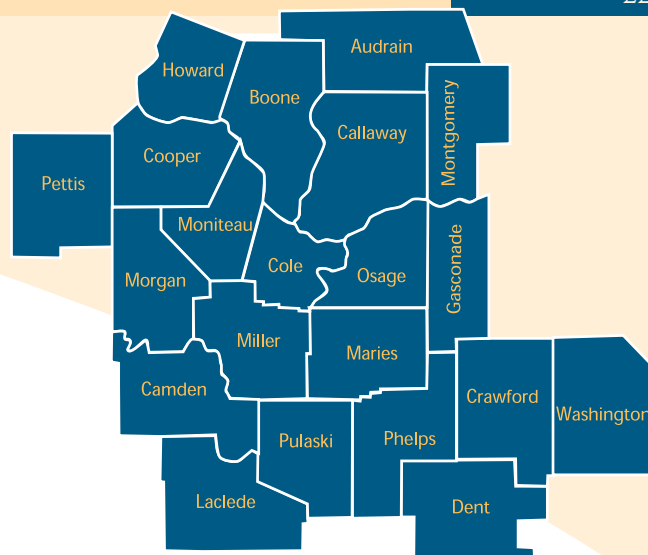 Audrain
Howard
Boone
Montgomery
Callaway
Cooper
Pettis
Moniteau
Gasconade
Cole
Osage
Morgan
Miller
Maries
Camden
Crawford
Washington
Pulaski
Phelps
Laclede
Dent